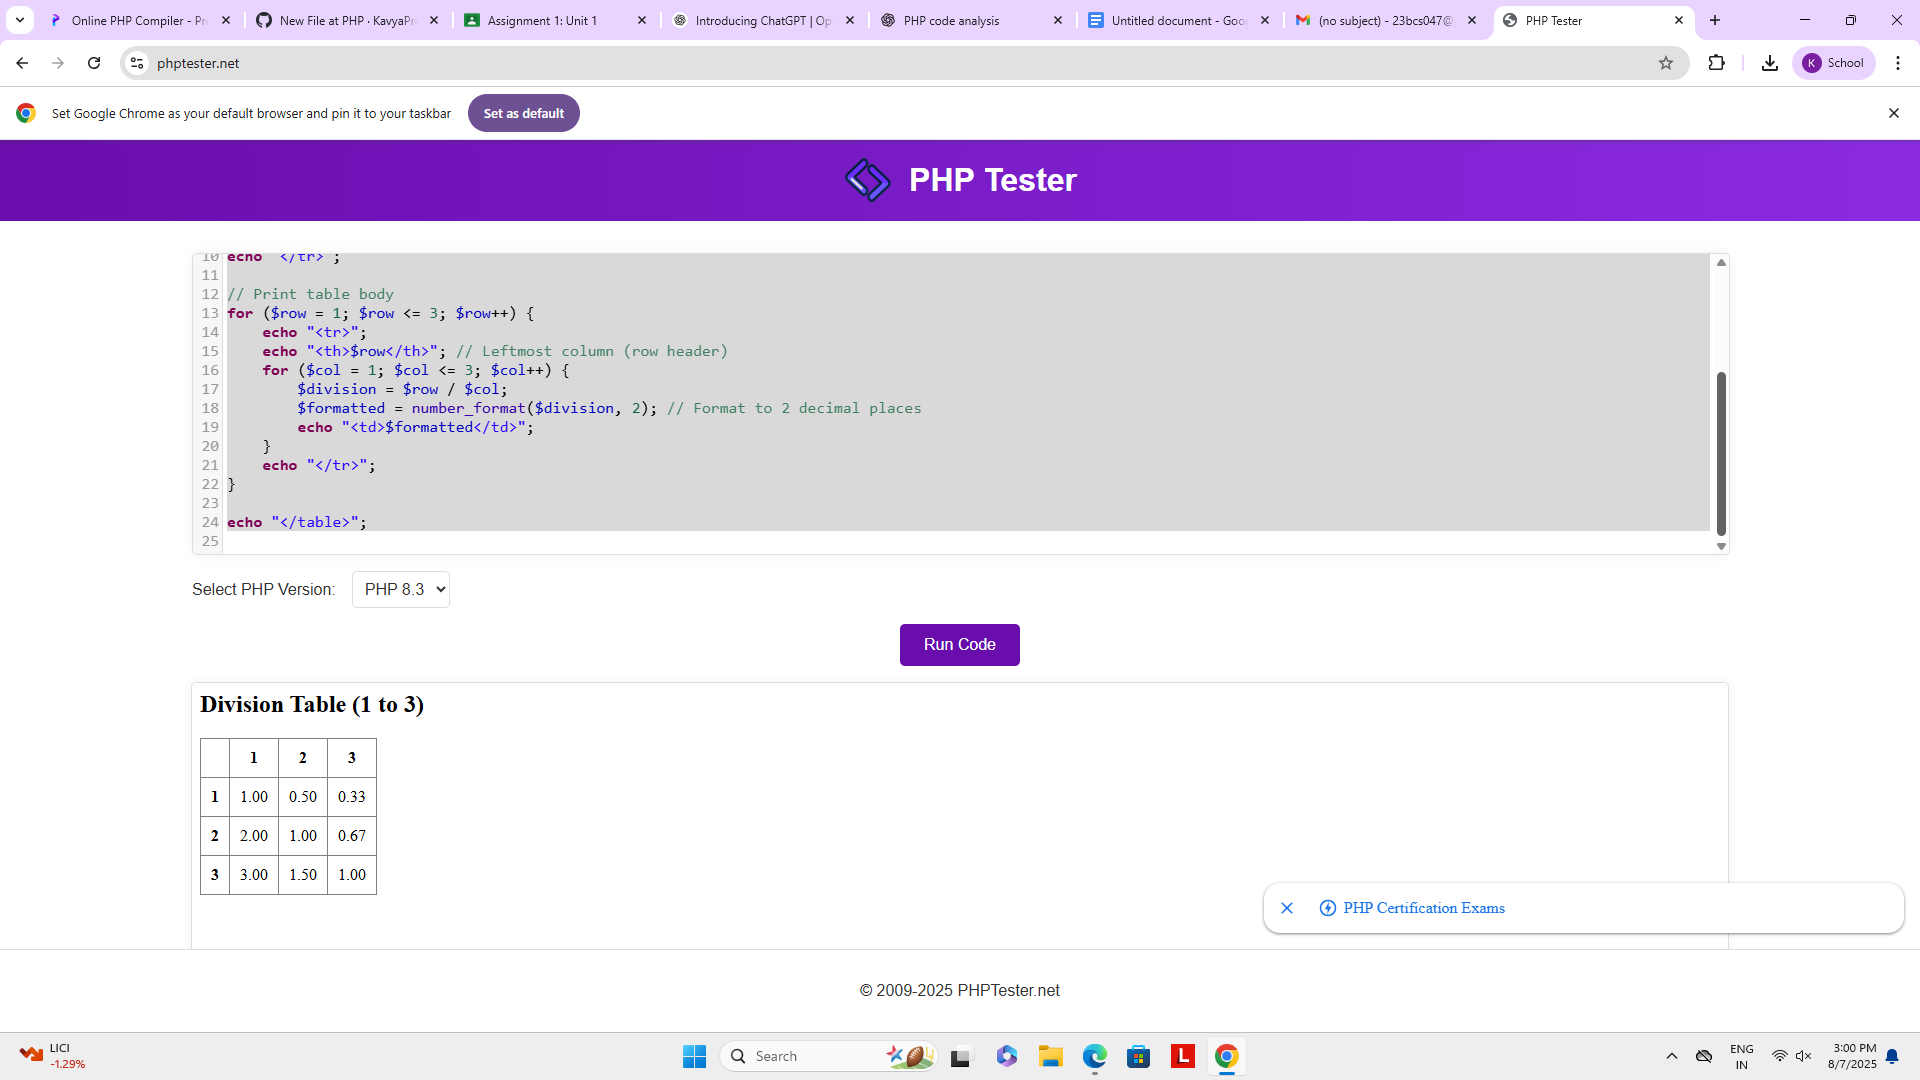 Online PHP Compiler - Pr
New File at PHP · KavyaPr
Assignment 1: Unit 1
Introducing ChatGPT | Op
PHP code analysis
Untitled document - Goo
(no subject) - 23bcs047@
PHP Tester
phptester.net
K School
Set Google Chrome as your default browser and pin it to your taskbar
Set as default
PHP Tester
10 echo "</tr>";
11
12 // Print table body
13 for ($row = 1; $row <= 3; $row++) {
14 echo "<tr>";
15 echo "<th>$row</th>"; // Leftmost column (row header)
16 for ($col = 1; $col <= 3; $col++) {
17 $division = $row / $col;
18 $formatted = number_format($division, 2); // Format to 2 decimal places
19 echo "<td>$formatted</td>";
20 }
21 echo "</tr>";
22 }
23
24 echo "</table>";
25
Select PHP Version: PHP 8.3
Run Code
Division Table (1 to 3)
1 2 3
1 1.00 0.50 0.33
2 2.00 1.00 0.67
3 3.00 1.50 1.00
PHP Certification Exams
© 2009-2025 PHPTester.net
LICI
-1.29%
Search
L
ENG
IN
3:00 PM
8/7/2025